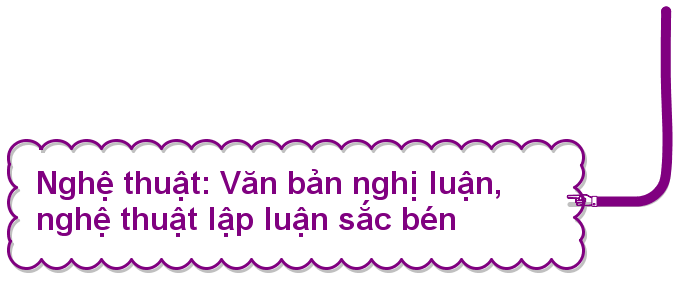 Nghệ thuật: Văn bản nghị luận,
nghệ thuật lập luận sắc bén